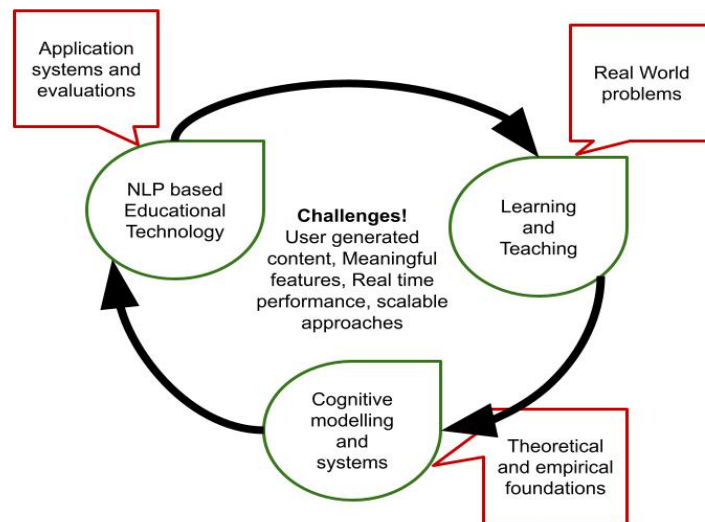 Application
systems and
evaluations
Real World
problems
NLP based
Educational
Technology
Learning
and
Teaching
Challenges!
User generated
content, Meaningful
features, Real time
performance, scalable
approaches
Cognitive
modelling
and
systems
Theoretical
and empirical
foundations